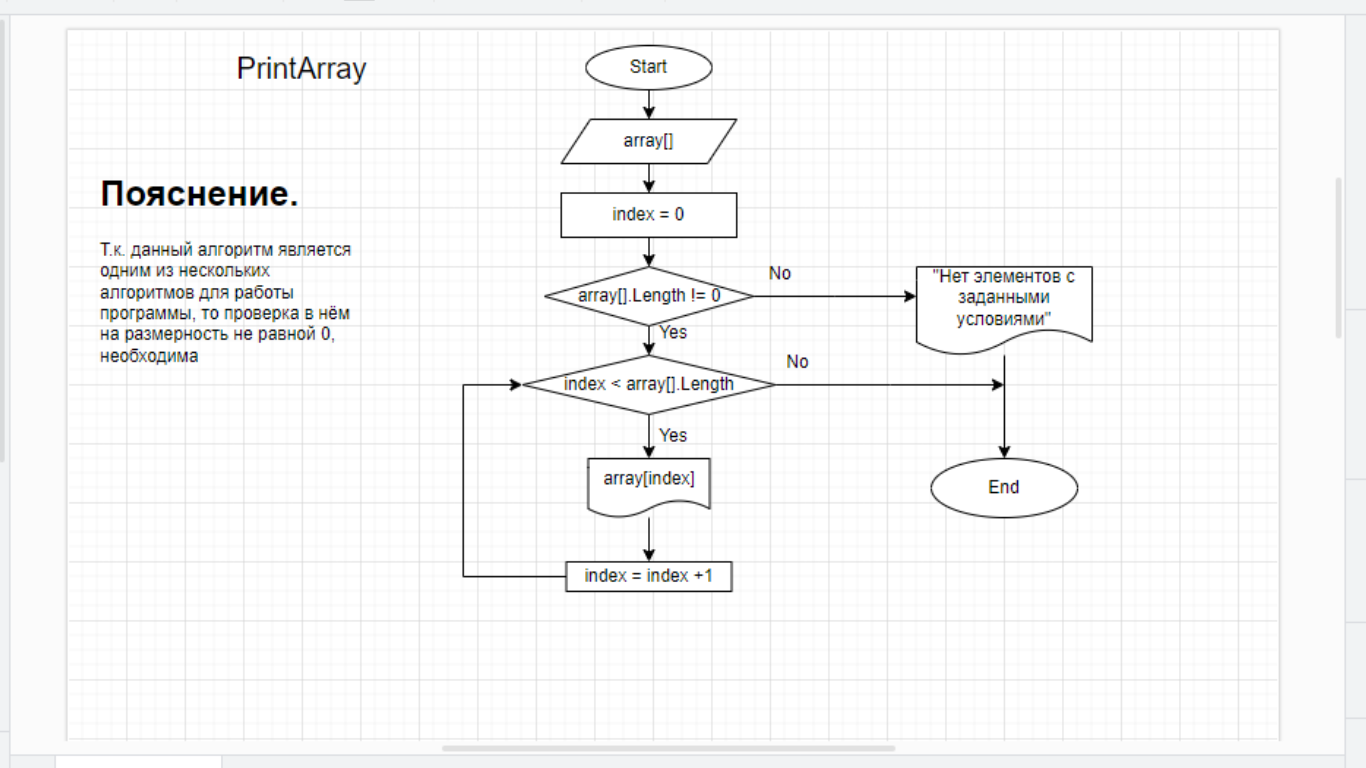 PrintArray
Пояснение.
Т.к. данный алгоритм является
одним из нескольких
алгоритмов для работы
программы, то проверка в нём
на размерность не равной 0,
необходима
Start
array[]
index = 0
array[].Length != 0
No
"Нет элементов с
заданными
условиями"
Yes
index < array[].Length
No
Yes
array[index]
End
index = index +1